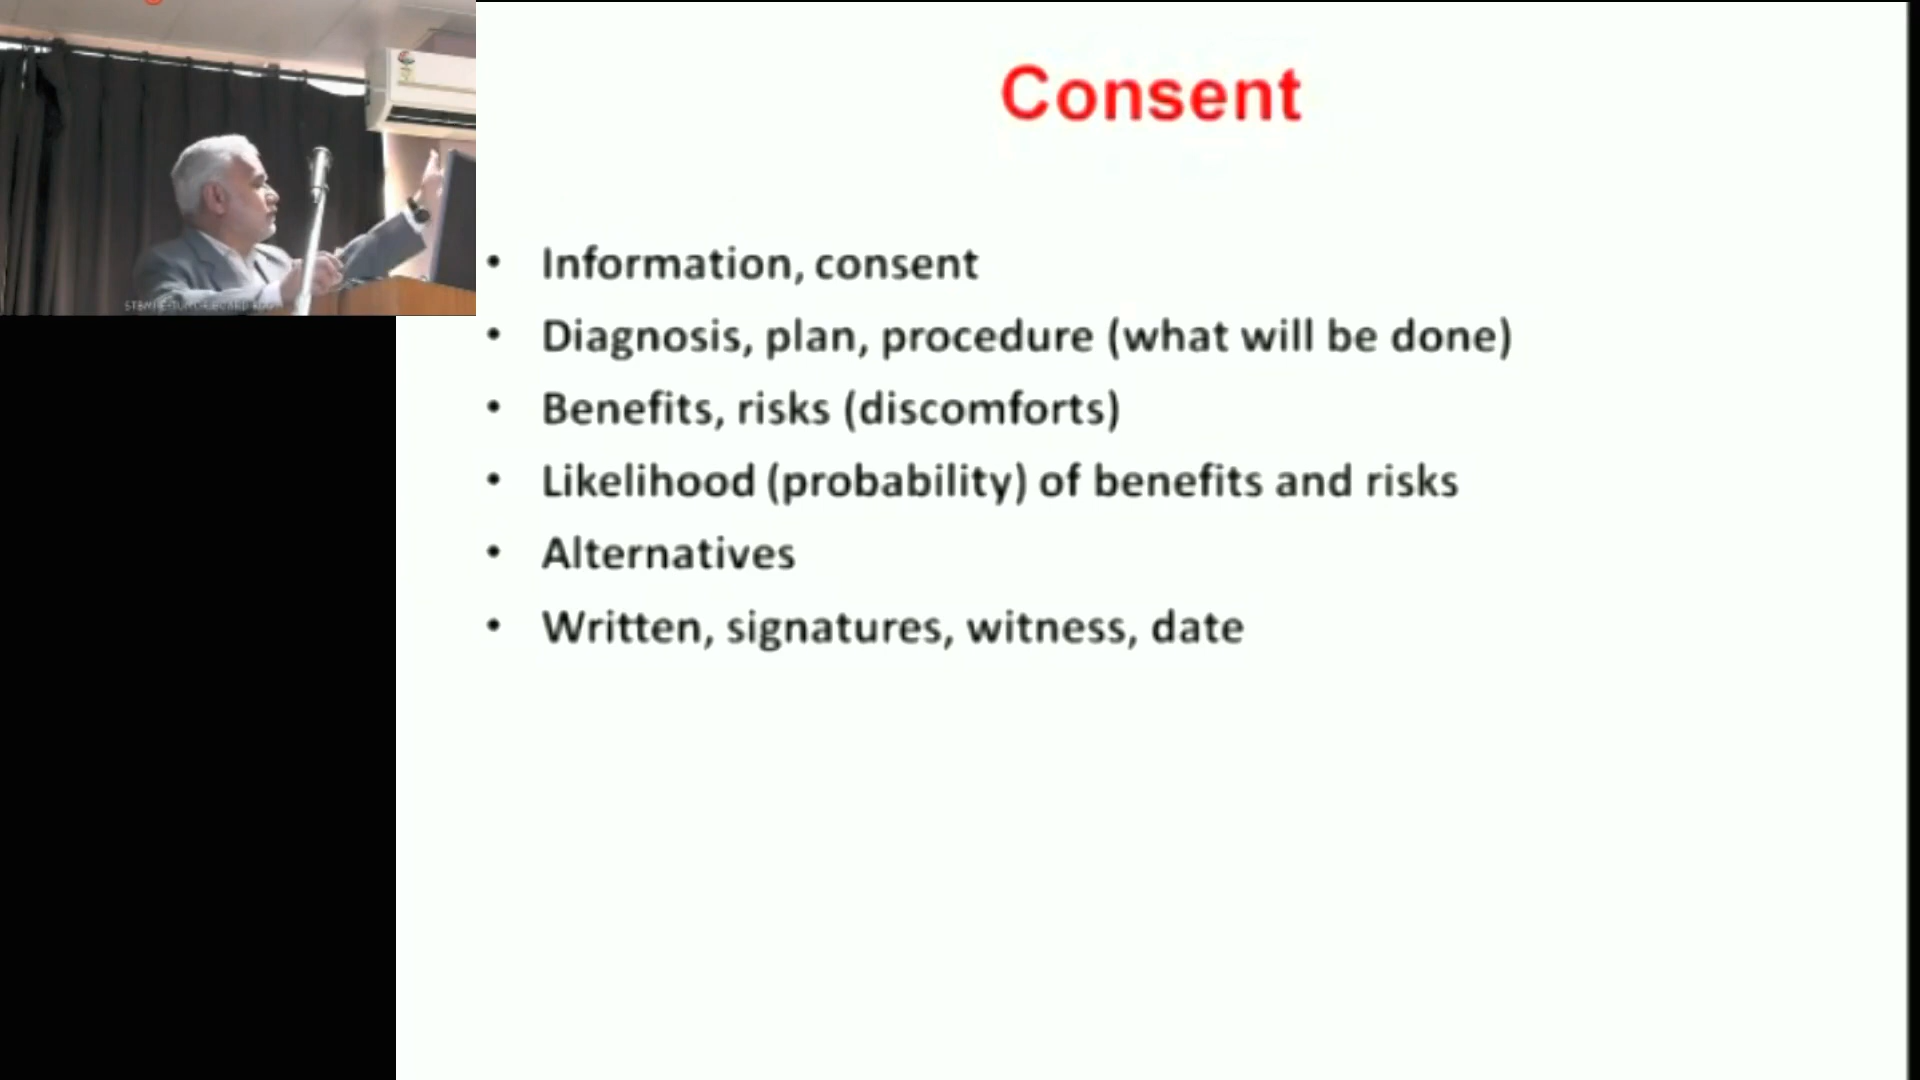 Consent
• Information, consent
• Diagnosis, plan, procedure (what will be done)
• Benefits, risks (discomforts)
• Likelihood (probability) of benefits and risks
• Alternatives
• Written, signatures, witness, date